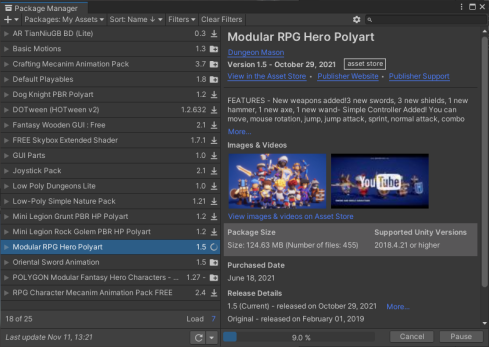 Package Manager
+ Packages: My Assets Sort: Name ↓ Filters Clear Filters
AR TianNiuGB BD (Lite) 0.3
Basic Motions 1.3
Crafting Mecanim Animation Pack 3.7
Default Playables 1.8
Dog Knight PBR Polyart 1.2
DOTween (HOTween v2) 1.2.632
Fantasy Wooden GUI : Free 2.1
FREE Skybox Extended Shader 1.7.1
GUI Parts 1.0
Joystick Pack 2.1
Low Poly Dungeons Lite 1.0
Low-Poly Simple Nature Pack 1.21
Mini Legion Grunt PBR HP Polyart 1.2
Mini Legion Rock Golem PBR HP Polyart 1.2
Modular RPG Hero Polyart 1.5
Oriental Sword Animation 1.5
POLYGON Modular Fantasy Hero Characters - ... 1.27 -
RPG Character Mecanim Animation Pack FREE 2.4
18 of 25 Load 7
Last update Nov 11, 13:21
Modular RPG Hero Polyart
Dungeon Mason
Version 1.5 - October 29, 2021 asset store
View in the Asset Store • Publisher Website • Publisher Support
FEATURES - New weapons added!3 new swords, 3 new shields, 1 new
hammer, 1 new axe, 1 new wand- Simple Controller Added! You can
move, mouse rotation, jump, jump attack, sprint, normal attack, combo
More...
Images & Videos
YouTube
View images & videos on Asset Store
Package Size Supported Unity Versions
Size: 124.63 MB (Number of files: 455) 2018.4.21 or higher
Purchased Date
June 18, 2021
Release Details
1.5 (Current) - released on October 29, 2021 More...
Original - released on February 01, 2019
9.0 % Cancel Pause